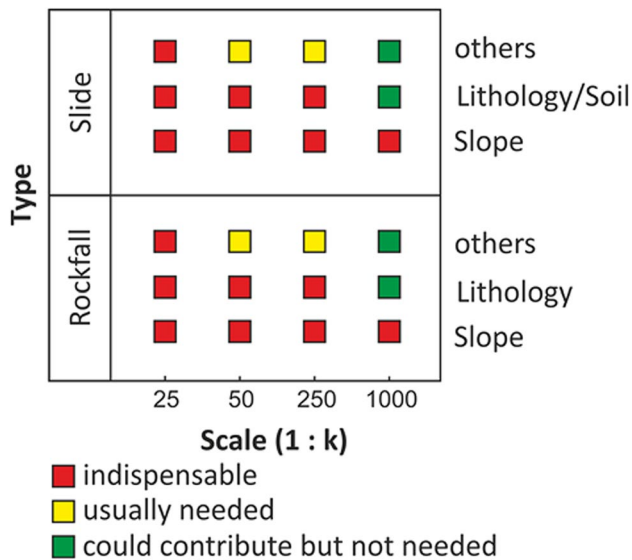 Type
Slide
others
Lithology/Soil
Slope
Rockfall
others
Lithology
Slope
25 50 250 1000
Scale (1 : k)
indispensable
usually needed
could contribute but not needed